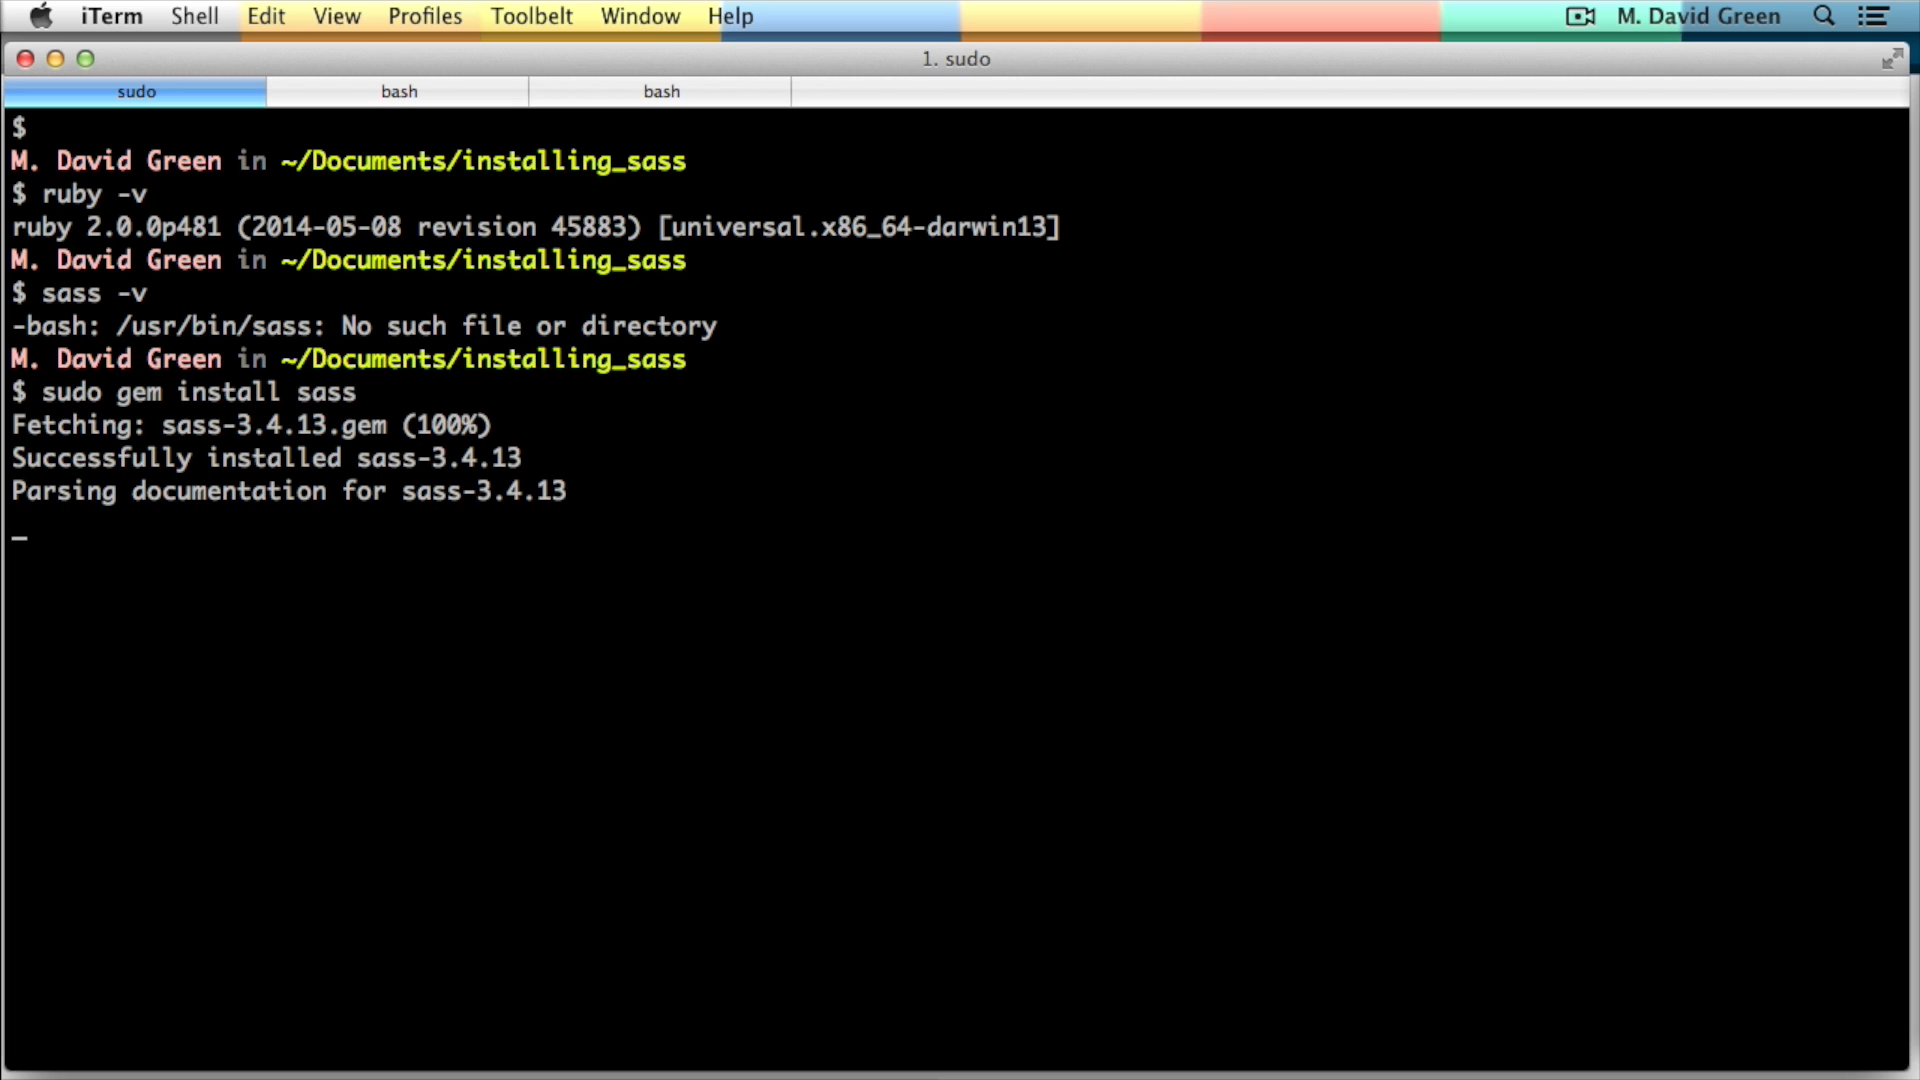 iTerm Shell Edit View Profiles Toolbelt Window Help M. David Green
1. sudo
sudo bash bash
$
M. David Green in ~/Documents/installing_sass
$ ruby -v
ruby 2.0.0p481 (2014-05-08 revision 45883) [universal.x86_64-darwin13]
M. David Green in ~/Documents/installing_sass
$ sass -v
-bash: /usr/bin/sass: No such file or directory
M. David Green in ~/Documents/installing_sass
$ sudo gem install sass
Fetching: sass-3.4.13.gem (100%)
Successfully installed sass-3.4.13
Parsing documentation for sass-3.4.13